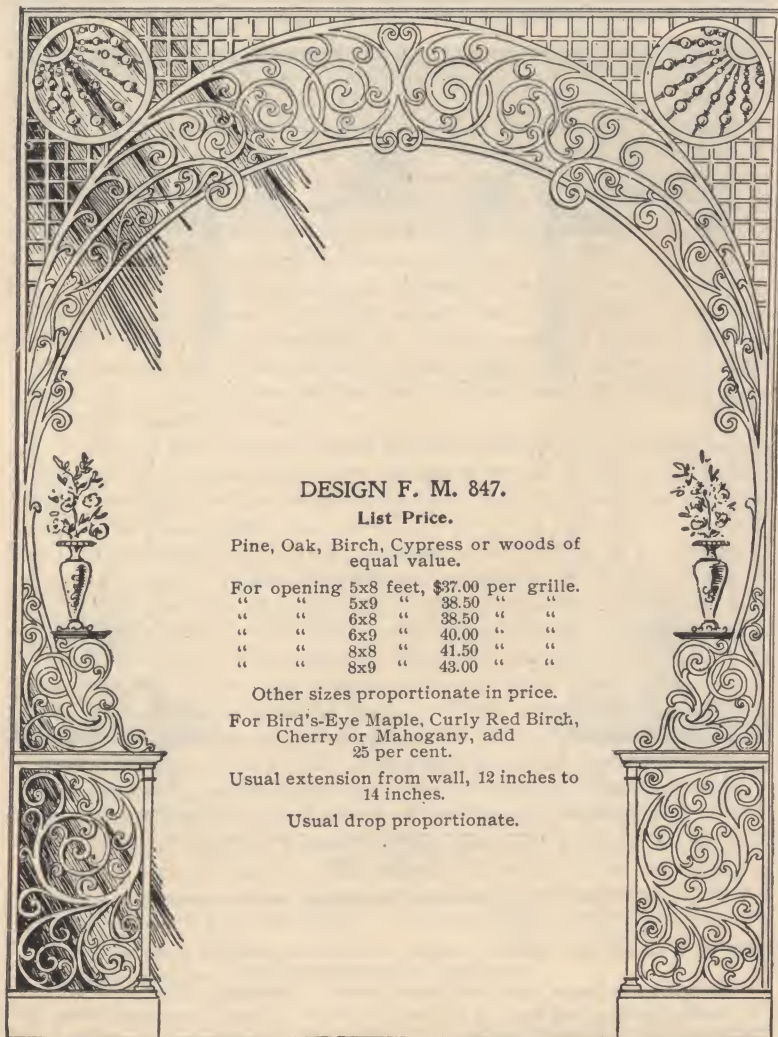 DESIGN F. M. 847.
List Price.
Pine, Oak, Birch, Cypress or woods of
equal value.
For opening 5x8 feet, $37.00 per grille.
“ “ 5x9 “ 38.50 “ “
“ “ 6x8 “ 38.50 “ “
“ “ 6x9 “ 40.00 “ “
“ “ 8x8 “ 41.50 “ “
“ “ 8x9 “ 43.00 “ “
Other sizes proportionate in price.
For Bird's-Eye Maple, Curly Red Birch,
Cherry or Mahogany, add
25 per cent.
Usual extension from wall, 12 inches to
14 inches.
Usual drop proportionate.